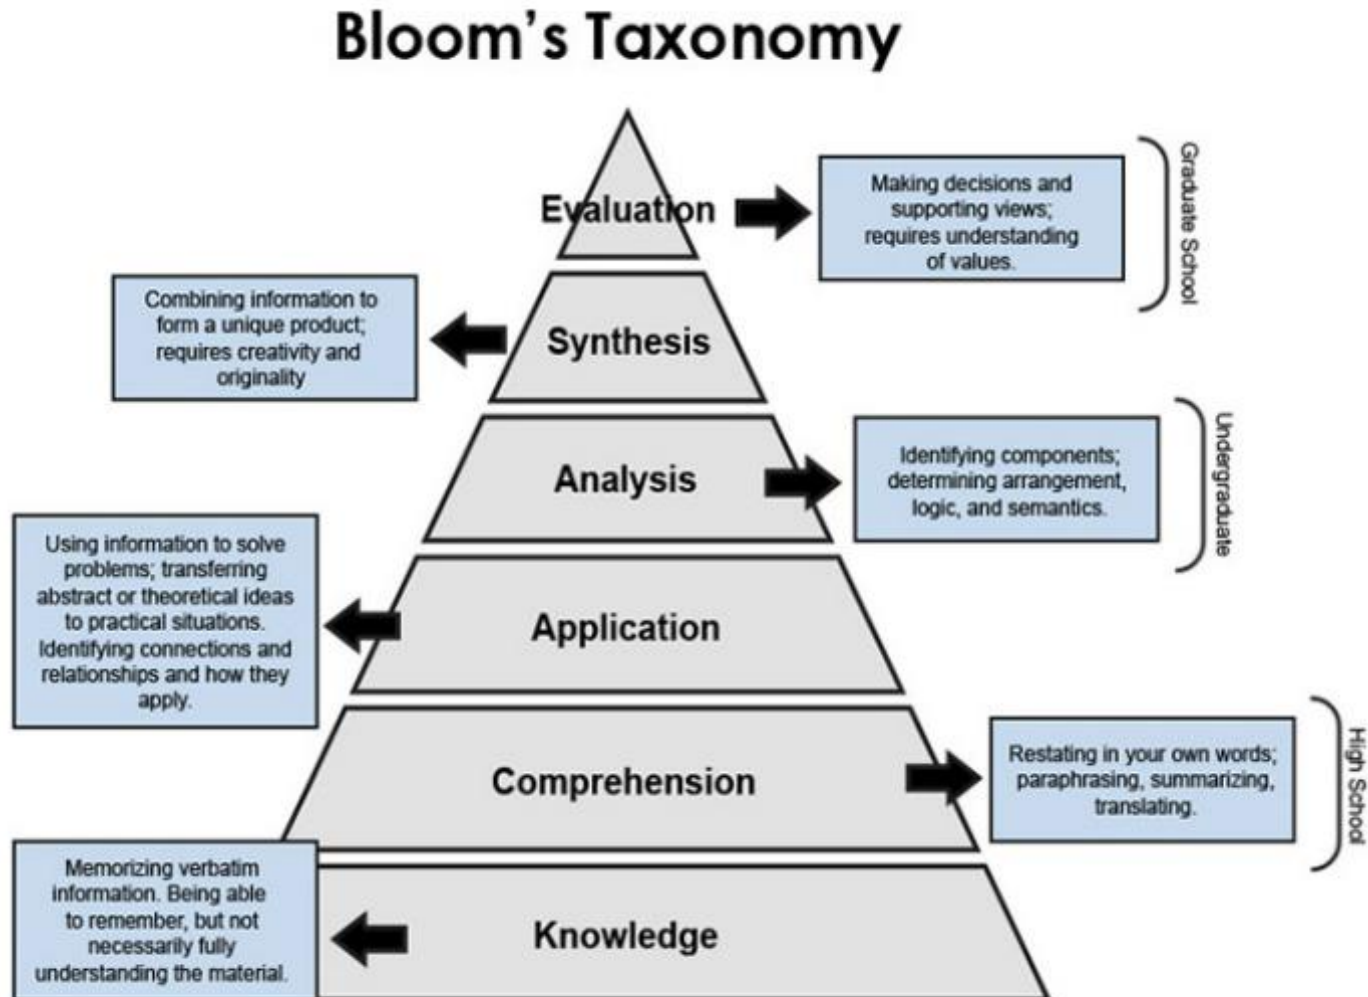 Bloom's Taxonomy
Evaluation
Making decisions and
supporting views;
requires understanding
of values.
Graduate School
Combining information to
form a unique product;
requires creativity and
originality
Synthesis
Analysis
Identifying components;
determining arrangement,
logic, and semantics.
Undergraduate
Using information to solve
problems; transferring
abstract or theoretical ideas
to practical situations.
Identifying connections and
relationships and how they
apply.
Application
Comprehension
Restating in your own words;
paraphrasing, summarizing,
translating.
High School
Memorizing verbatim
information. Being able
to remember, but not
necessarily fully
understanding the material.
Knowledge